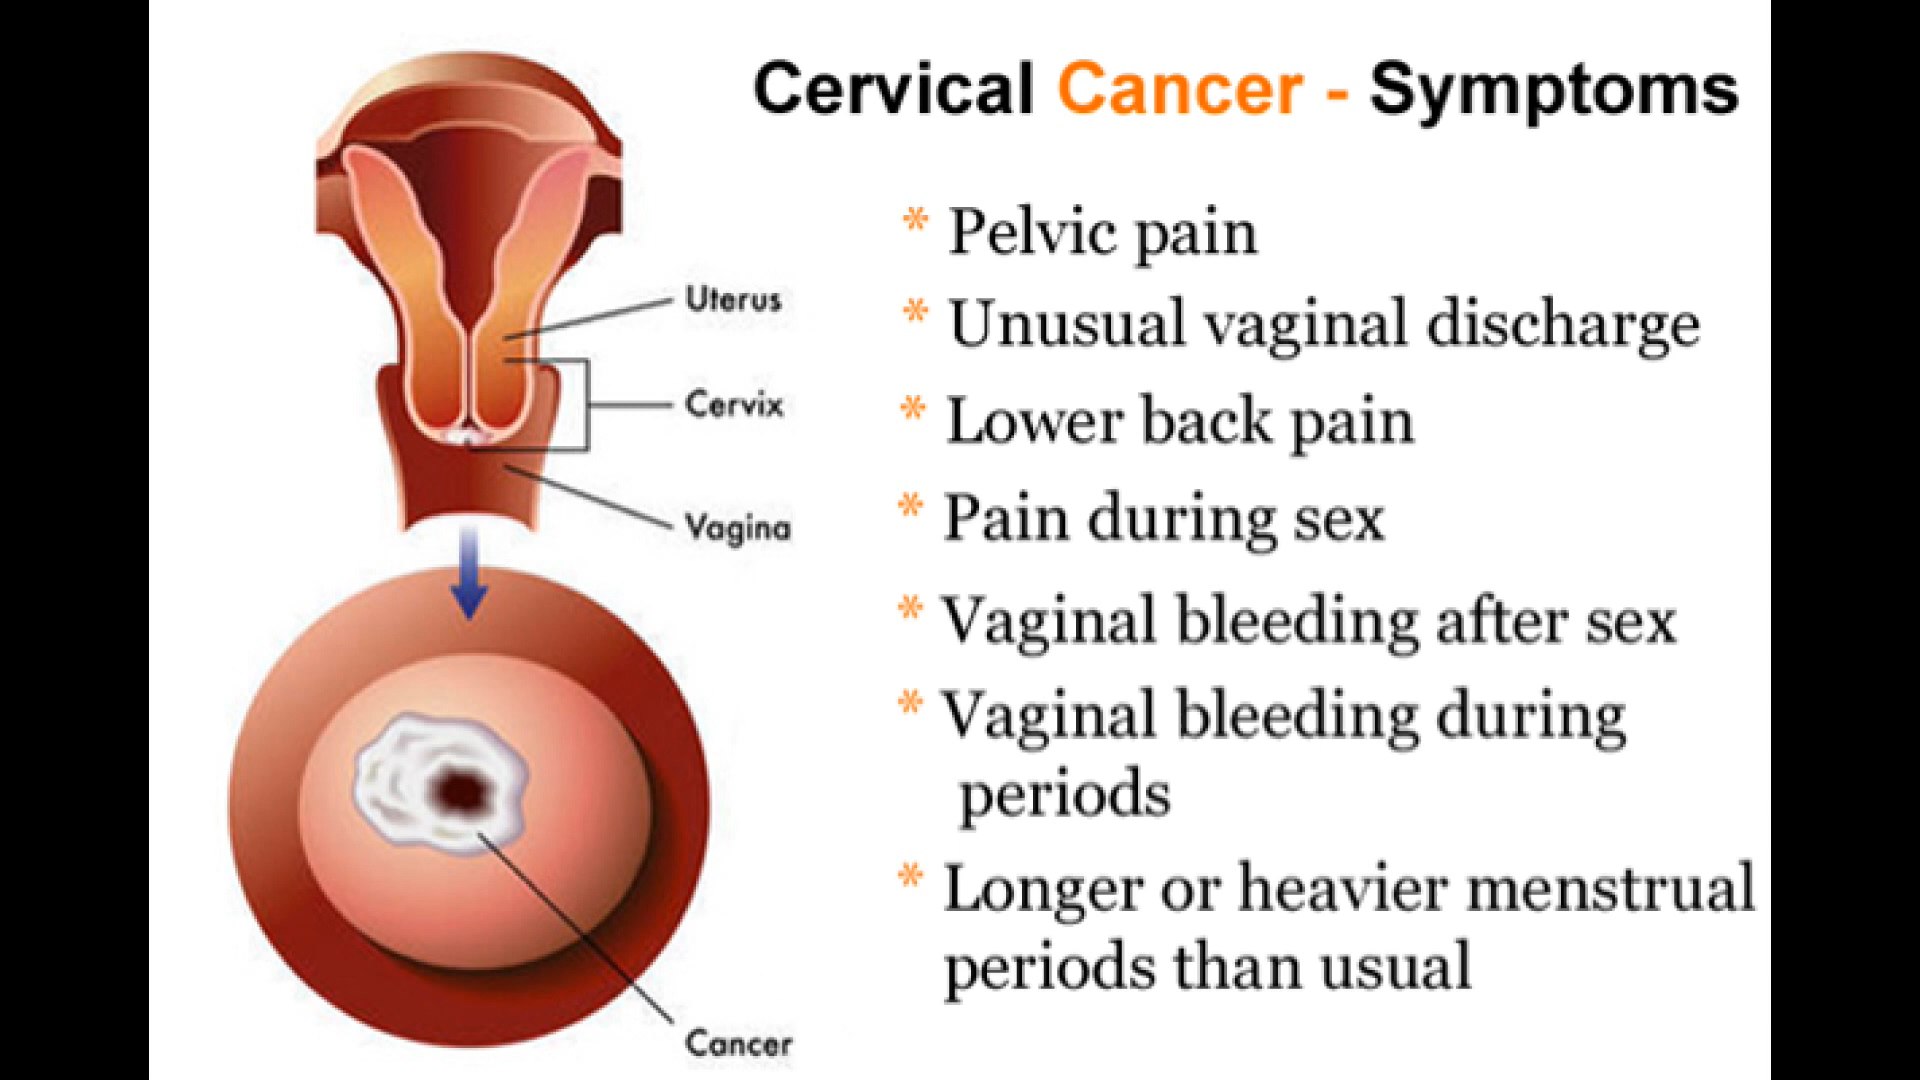 Cervical Cancer - Symptoms
* Pelvic pain
* Unusual vaginal discharge
* Lower back pain
* Pain during sex
* Vaginal bleeding after sex
* Vaginal bleeding during
periods
* Longer or heavier menstrual
periods than usual
Uterus
Cervix
Vagina
Cancer